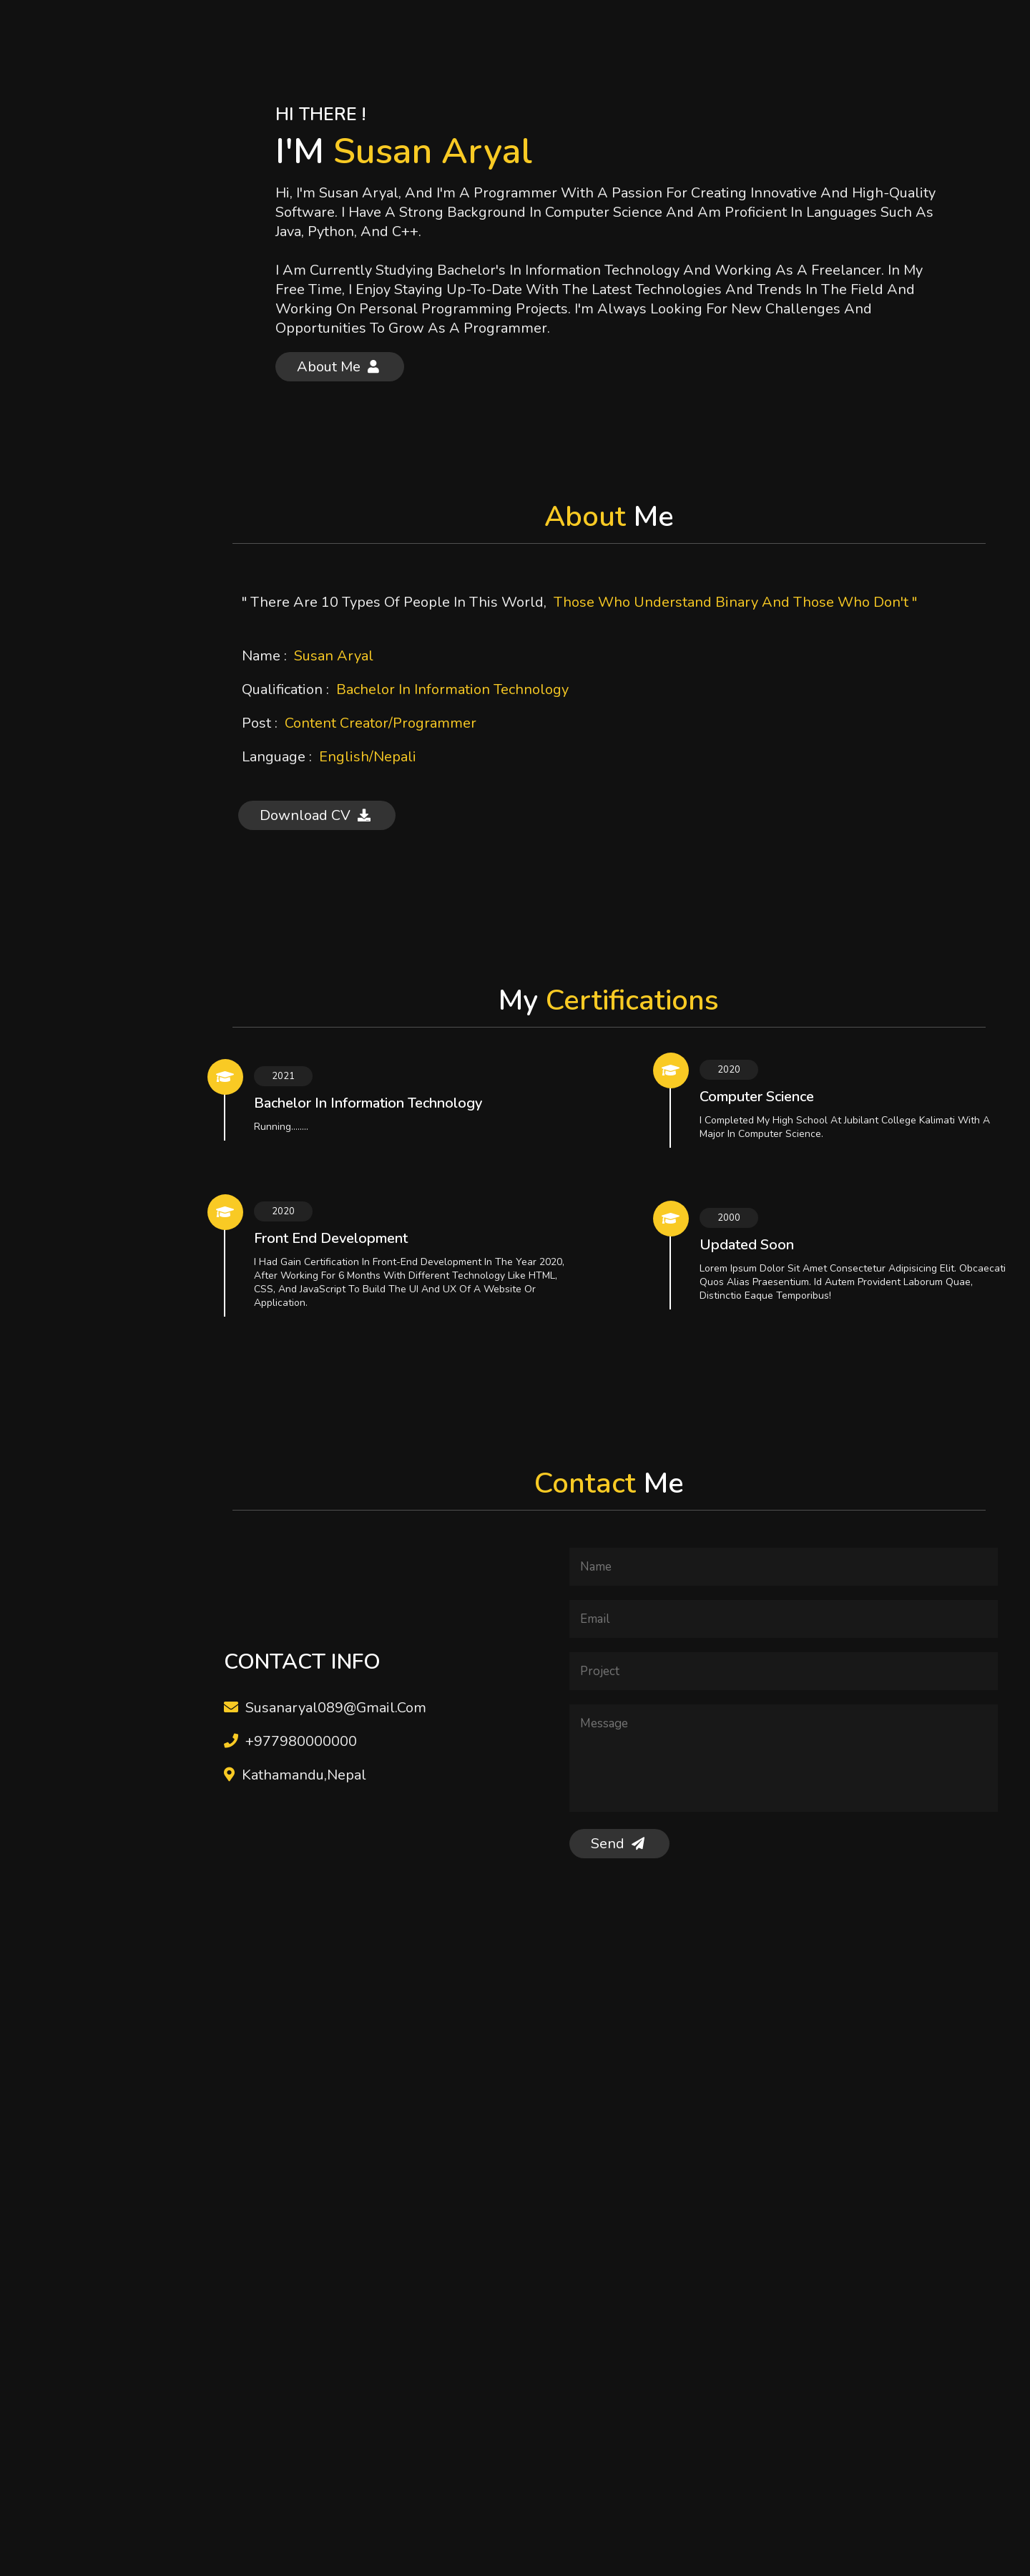 HI THERE !
I'M Susan Aryal
Hi, I'm Susan Aryal, And I'm A Programmer With A Passion For Creating Innovative And High-Quality
Software. I Have A Strong Background In Computer Science And Am Proficient In Languages Such As
Java, Python, And C++.
I Am Currently Studying Bachelor's In Information Technology And Working As A Freelancer. In My
Free Time, I Enjoy Staying Up-To-Date With The Latest Technologies And Trends In The Field And
Working On Personal Programming Projects. I'm Always Looking For New Challenges And
Opportunities To Grow As A Programmer.
About Me
About Me
" There Are 10 Types Of People In This World, Those Who Understand Binary And Those Who Don't "
Name : Susan Aryal
Qualification : Bachelor In Information Technology
Post : Content Creator/Programmer
Language : English/Nepali
Download CV
My Certifications
2021
Bachelor In Information Technology
Running........
2020
Computer Science
I Completed My High School At Jubilant College Kalimati With A
Major In Computer Science.
2020
Front End Development
I Had Gain Certification In Front-End Development In The Year 2020,
After Working For 6 Months With Different Technology Like HTML,
CSS, And JavaScript To Build The UI And UX Of A Website Or
Application.
2000
Updated Soon
Lorem Ipsum Dolor Sit Amet Consectetur Adipisicing Elit. Obcaecati
Quos Alias Praesentium. Id Autem Provident Laborum Quae,
Distinctio Eaque Temporibus!
Contact Me
CONTACT INFO
Susanaryal089@Gmail.Com
+977980000000
Kathamandu,Nepal
Name
Email
Project
Message
Send